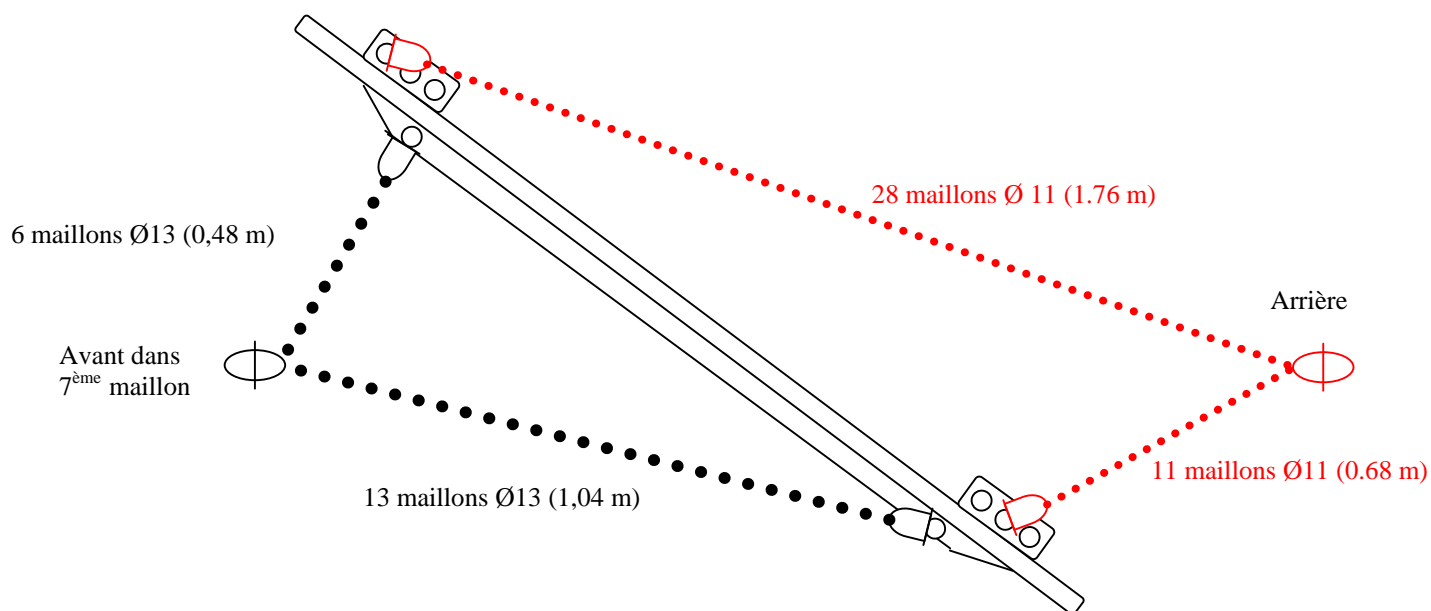 28 maillons Ø 11 (1.76 m)
6 maillons Ø13 (0,48 m)
Arrière
Avant dans
7ème maillon
11 maillons Ø11 (0.68 m)
13 maillons Ø13 (1,04 m)